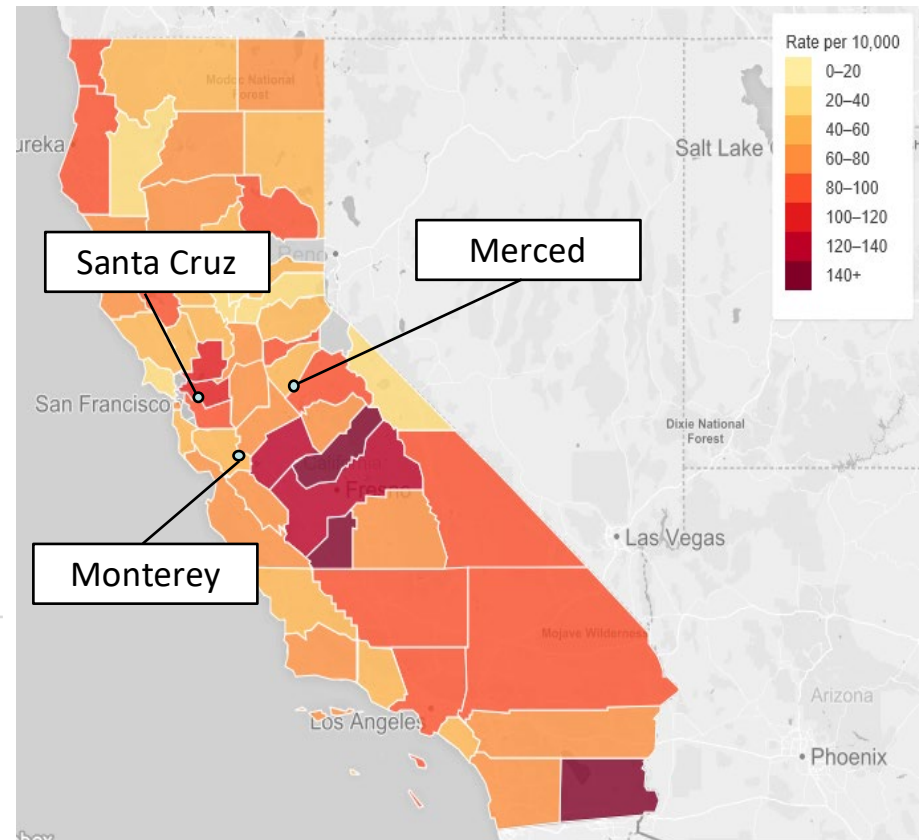 Rate per 10,000
0–20
20–40
40–60
60–80
80–100
100–120
120–140
140+
Modoc National
Forest
ureka
Salt Lake
Santa Cruz
Reno
Merced
San Francisco
Dixie National
Forest
California
Fresno
Las Vegas
Monterey
Mojave Wilderness
Arizona
Los Angeles
Phoenix
box